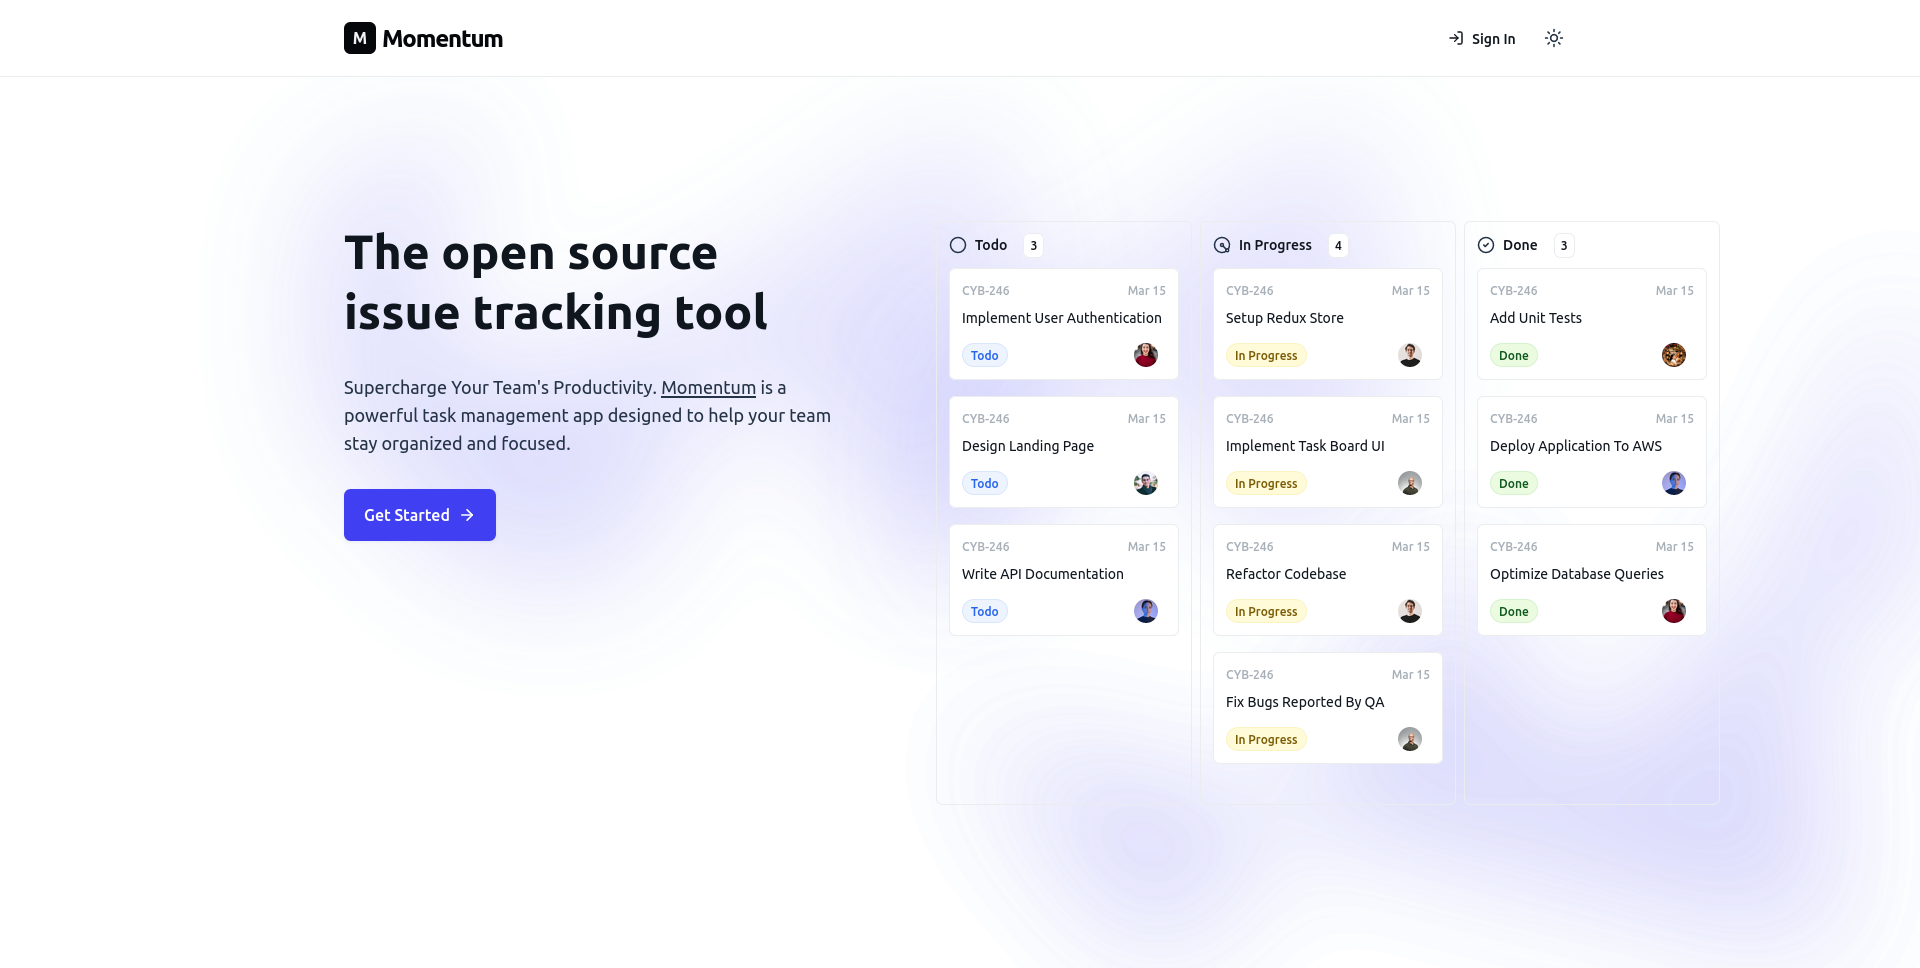 M Momentum
Sign In
The open source
issue tracking tool
Supercharge Your Team's Productivity. Momentum is a
powerful task management app designed to help your team
stay organized and focused.
Get Started
Todo 3
CYB-246 Mar 15
Implement User Authentication
Todo
CYB-246 Mar 15
Design Landing Page
Todo
CYB-246 Mar 15
Write API Documentation
Todo
In Progress 4
CYB-246 Mar 15
Setup Redux Store
In Progress
CYB-246 Mar 15
Implement Task Board UI
In Progress
CYB-246 Mar 15
Refactor Codebase
In Progress
CYB-246 Mar 15
Fix Bugs Reported By QA
In Progress
Done 3
CYB-246 Mar 15
Add Unit Tests
Done
CYB-246 Mar 15
Deploy Application To AWS
Done
CYB-246 Mar 15
Optimize Database Queries
Done